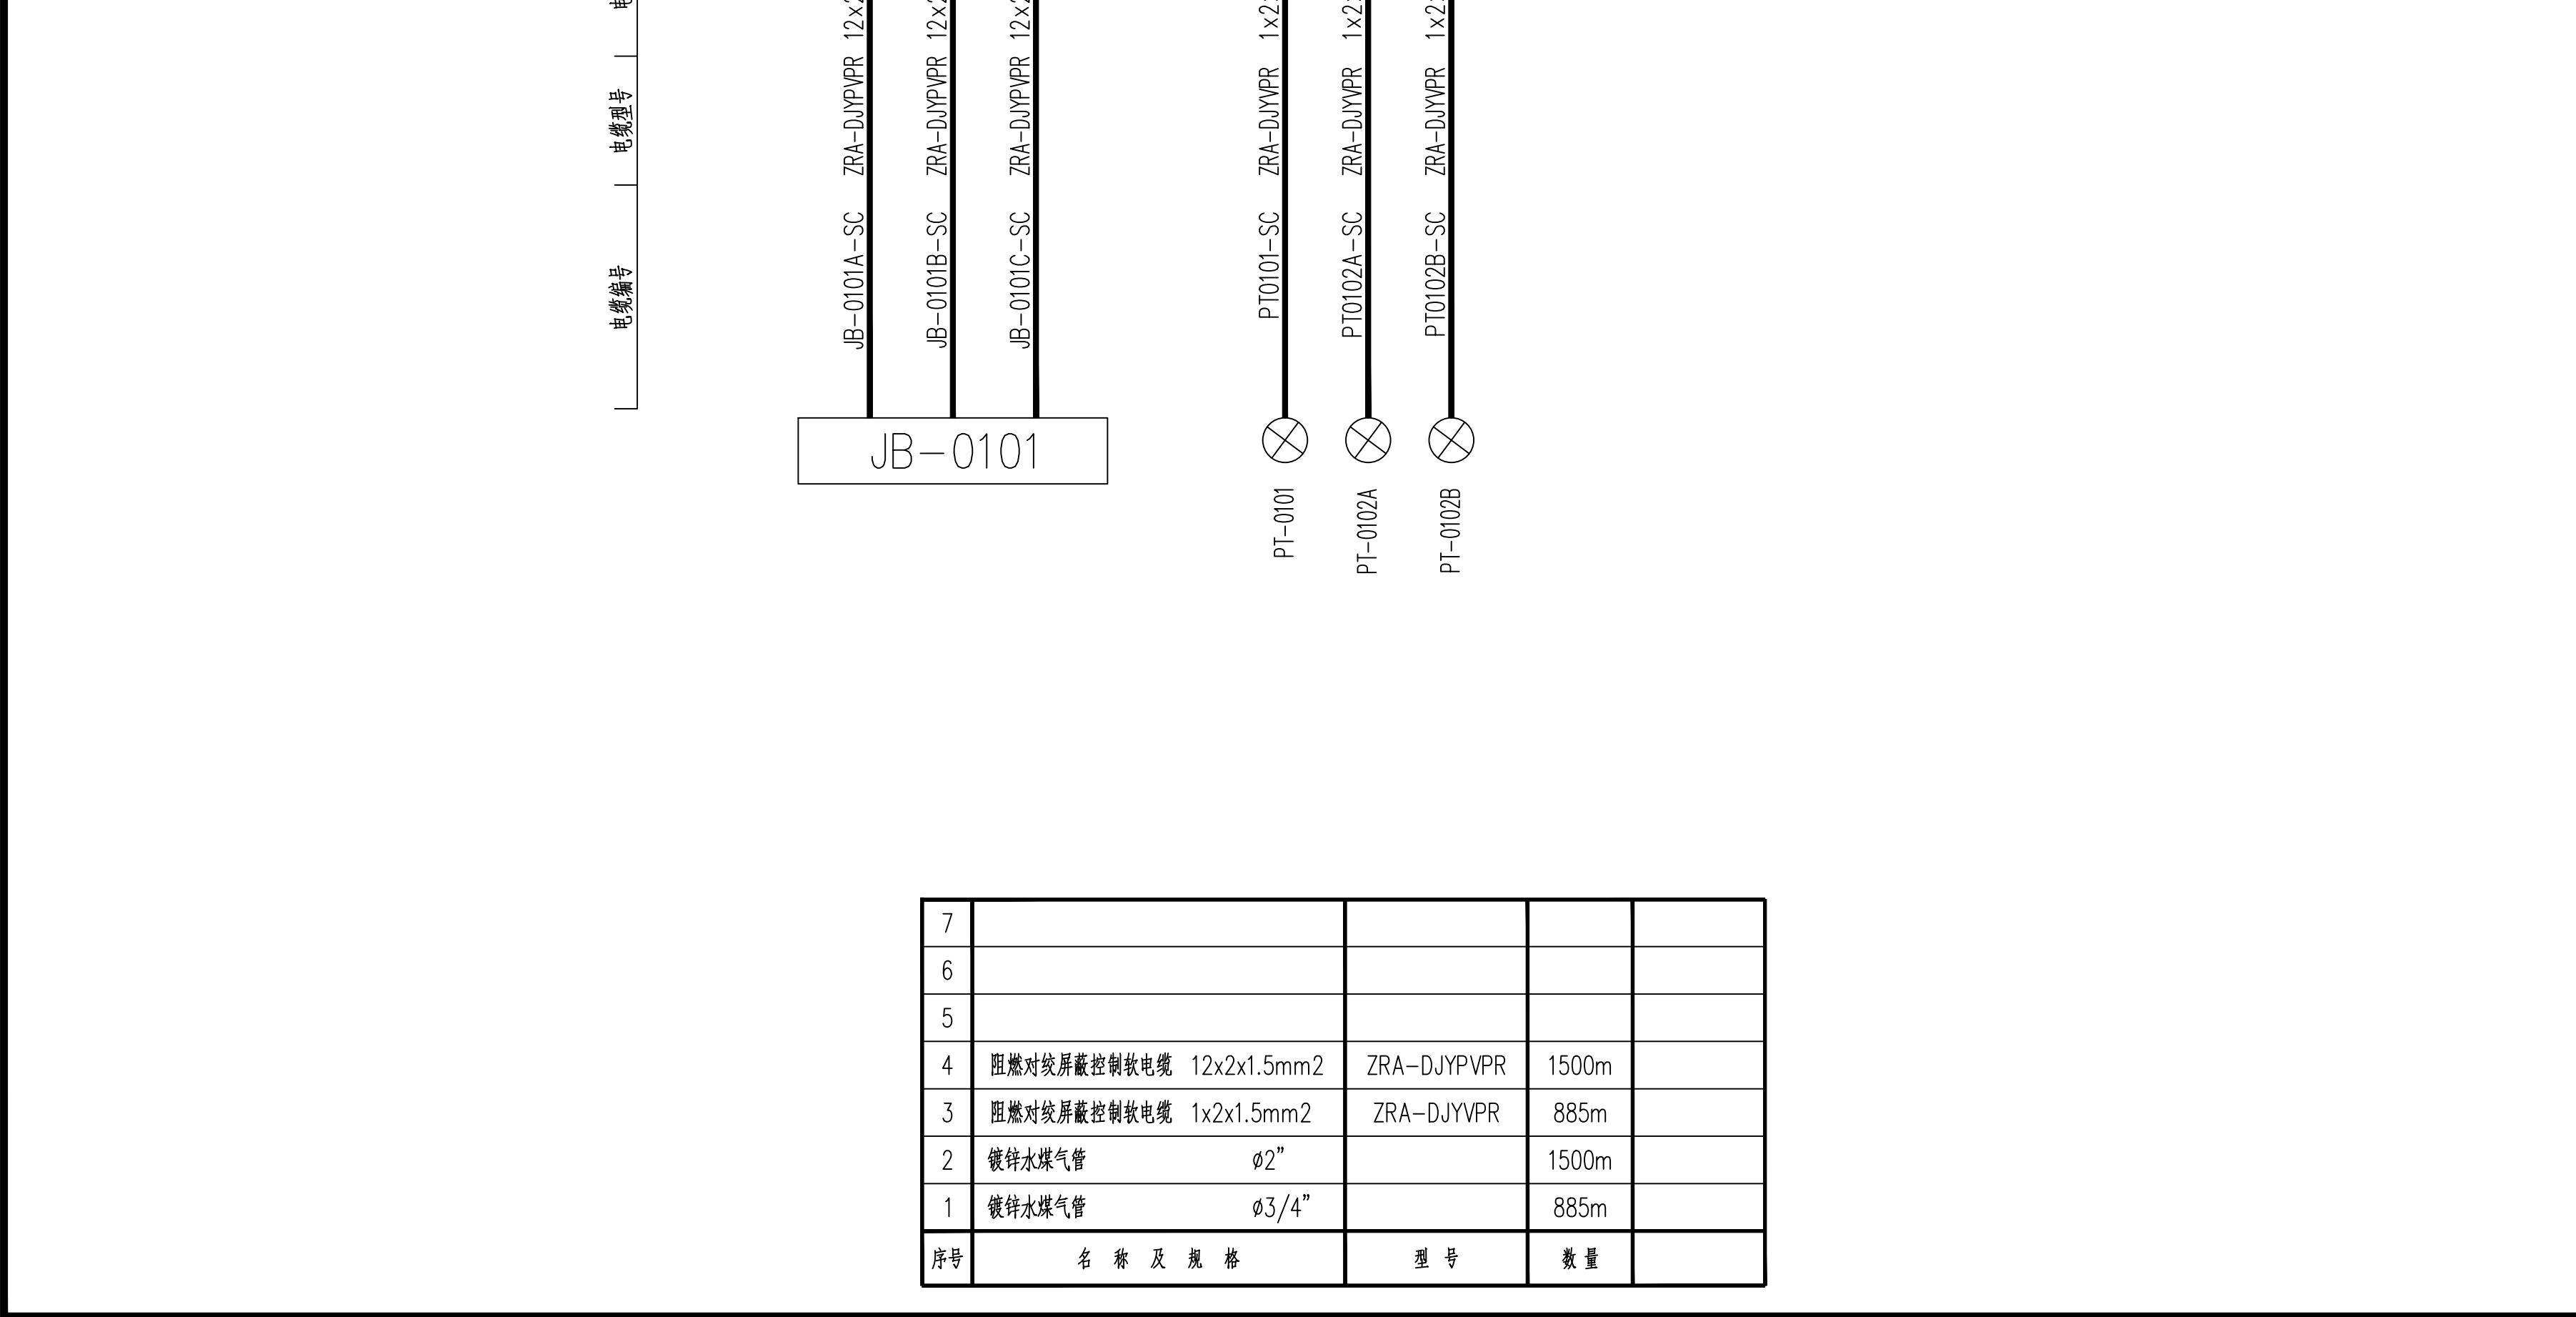 电缆型号
电缆编号
JB-0101A-SC ZRA-DJYPVPR 12x2
JB-0101B-SC ZRA-DJYPVPR 12x2
JB-0101C-SC ZRA-DJYPVPR 12x2
PT0101-SC ZRA-DJYVPR 1x2
PT0102A-SC ZRA-DJYVPR 1x2
PT0102B-SC ZRA-DJYVPR 1x2
JB-0101
PT-0101
PT-0102A
PT-0102B
7
6
5
4 阻燃对绞屏蔽控制软电缆 12x2x1.5mm2 ZRA-DJYPVPR 1500m
3 阻燃对绞屏蔽控制软电缆 1x2x1.5mm2 ZRA-DJYVPR 885m
2 镀锌水煤气管 ø2" 1500m
1 镀锌水煤气管 ø3/4" 885m
序号 名称及规格 型号 数量